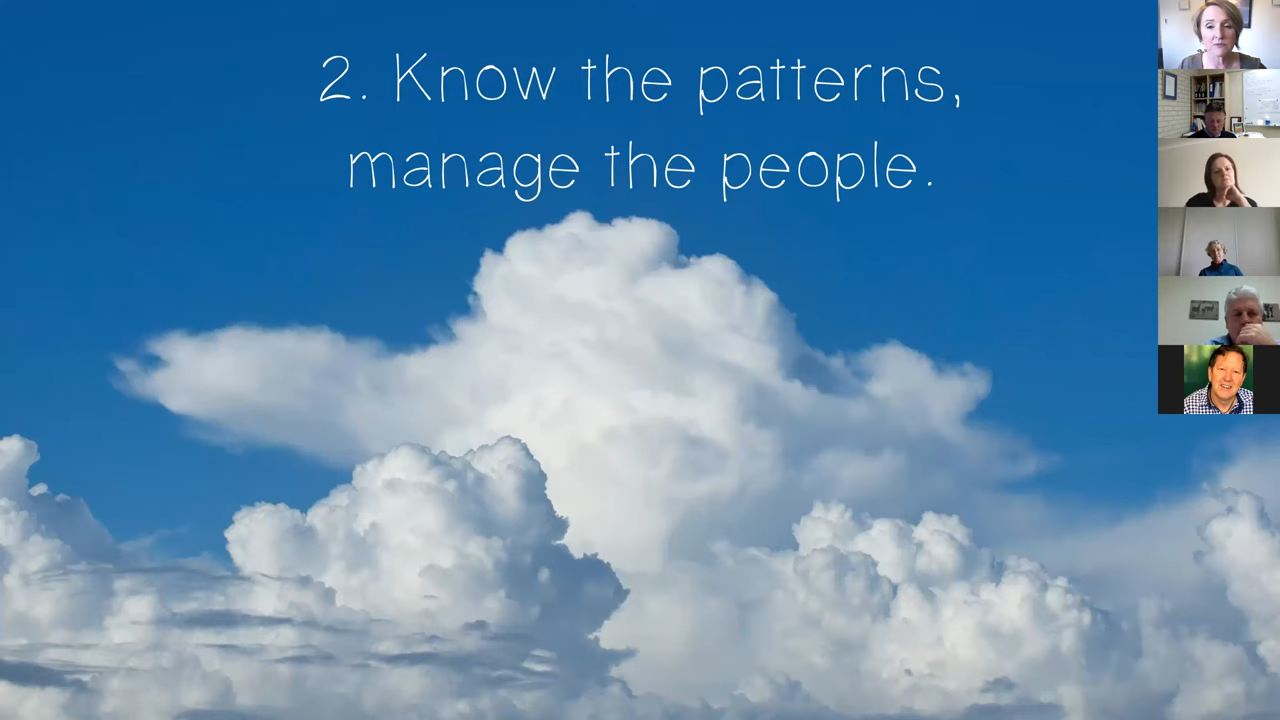 2. Know the patterns,
manage the people.